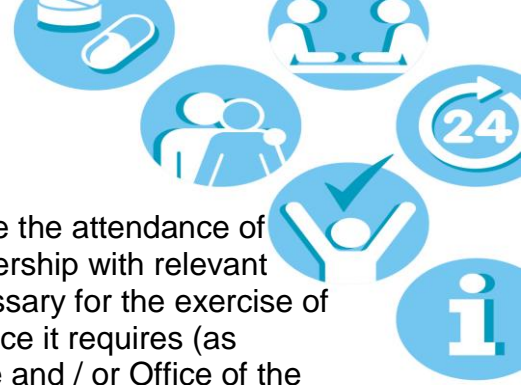 24
e the attendance of
ership with relevant
ssary for the exercise of
ce it requires (as
e and / or Office of the
i